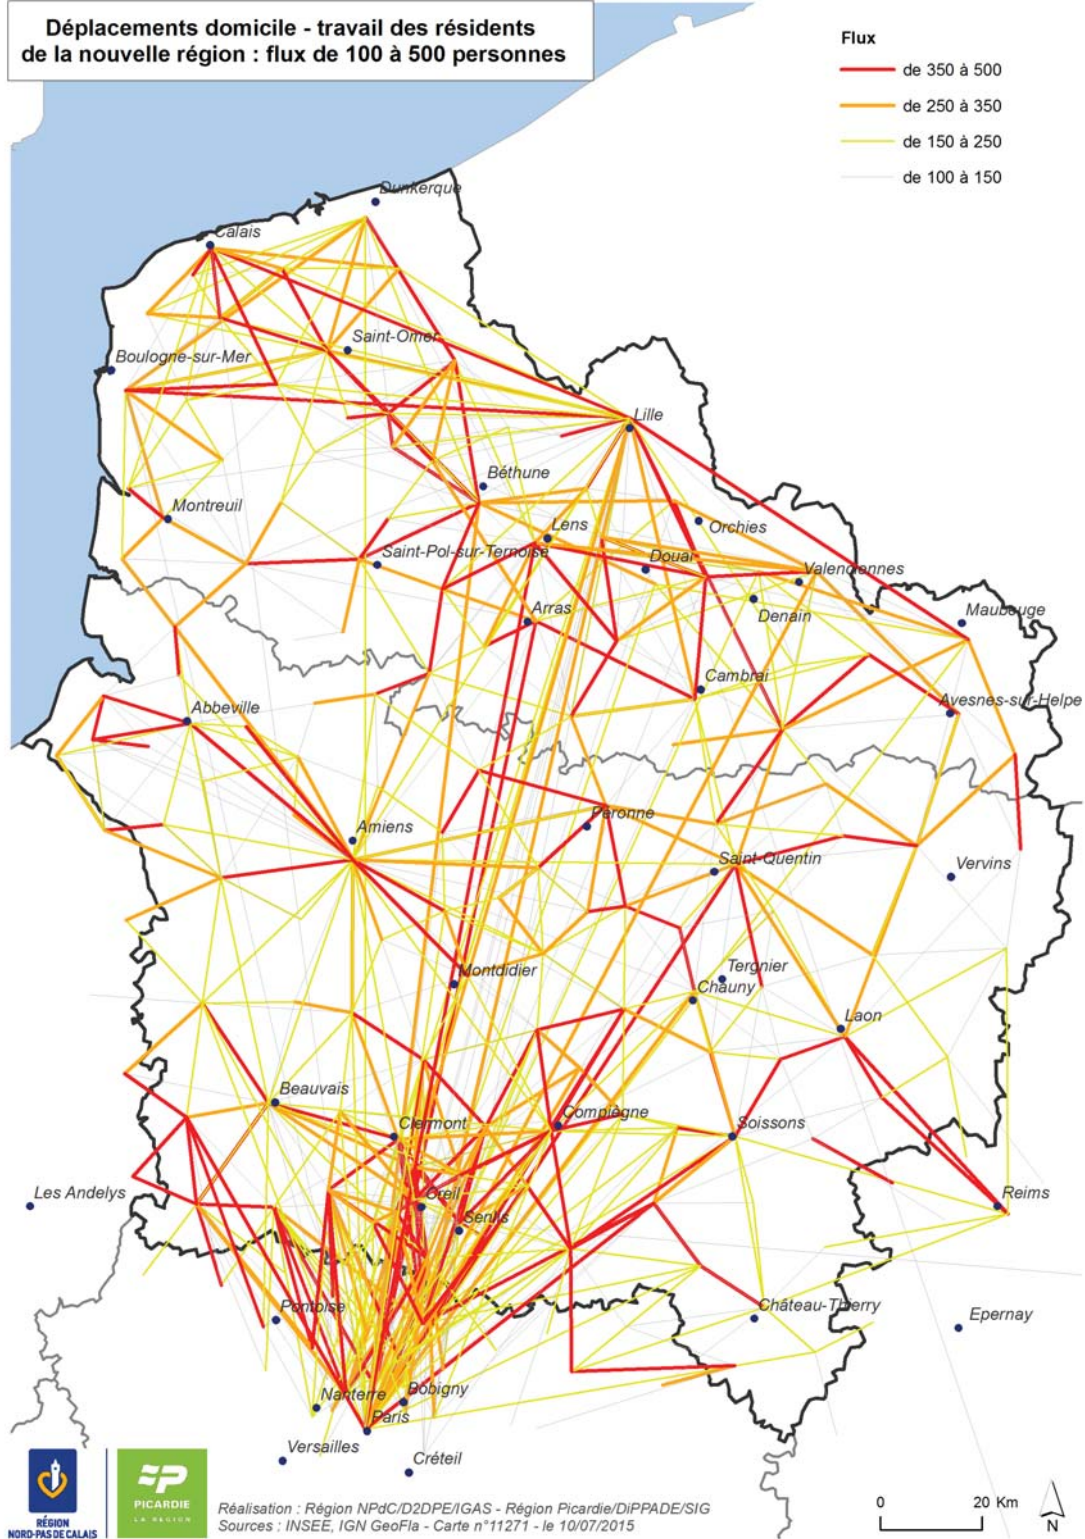 Déplacements domicile - travail des résidents
de la nouvelle région : flux de 100 à 500 personnes
Flux
de 350 à 500
de 250 à 350
de 150 à 250
de 100 à 150
Dunkerque
Calais
Saint-Omer
Boulogne-sur-Mer
Lille
Béthune
Montreuil
Lens
Orchies
Saint-Pol-sur-Ternoise
Douai
Valenciennes
Arras
Denain
Maubeuge
Cambrai
Avesnes-sur-Helpe
Abbeville
Amiens
Péronne
Saint-Quentin
Vervins
Montdidier
Tergnier
Chauny
Laon
Beauvais
Clermont
Compiègne
Soissons
Les Andelys
Creil
Reims
Senlis
Pontoise
Château-Thierry
Epernay
Nanterre
Bobigny
Paris
Versailles
Créteil
RÉGION
NORD-PAS DE CALAIS
PICARDIE
LA RÉGION
Réalisation : Région NPdC/D2DPE/IGAS - Région Picardie/DiPPADE/SIG
Sources : INSEE, IGN GeoFla - Carte n°11271 - le 10/07/2015
0 20 Km
N